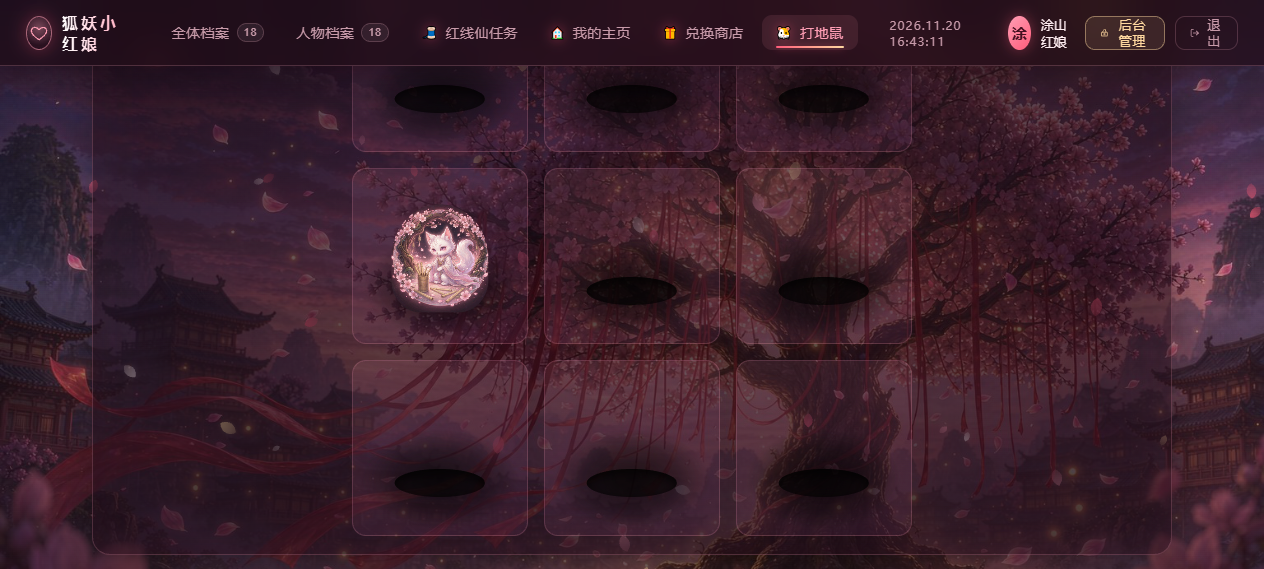 狐妖小
红娘
全体档案 18
人物档案 18
红线仙任务
我的主页
兑换商店
打地鼠
2026.11.20
16:43:11
涂
涂山
红娘
后台
管理
退
出